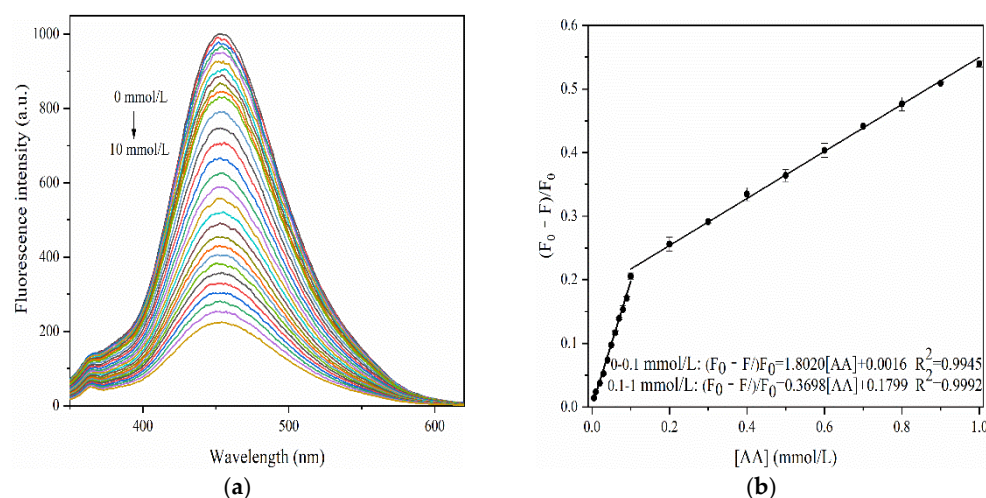 1000
800
600
400
200
0
0 mmol/L
10 mmol/L
Fluorescence intensity (a.u.)
400 450 500 550 600
Wavelength (nm)
(a)
0.6
0.5
0.4
0.3
0.2
0.1
0.0
(F₀ - F)/F₀
0-0.1 mmol/L: (F₀ - F/)F₀=1.8020[AA]+0.0016 R²=0.9945
0.1-1 mmol/L: (F₀ - F/)/F₀=0.3698[AA]+0.1799 R²=0.9992
0.0 0.2 0.4 0.6 0.8 1.0
[AA] (mmol/L)
(b)